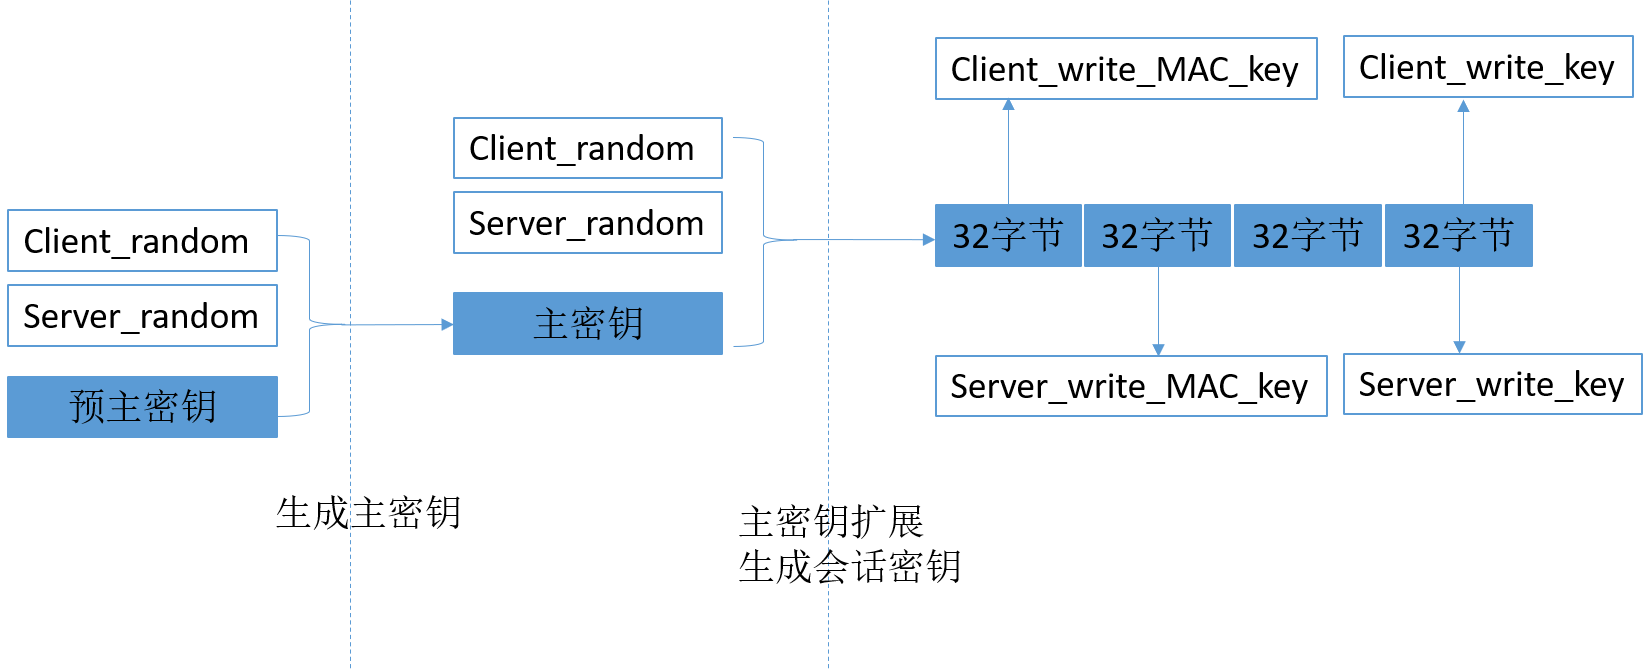 Client_random
Server_random
预主密钥
生成主密钥
Client_random
Server_random
主密钥
主密钥扩展
生成会话密钥
Client_write_MAC_key
Client_write_key
32字节
32字节
32字节
32字节
Server_write_MAC_key
Server_write_key